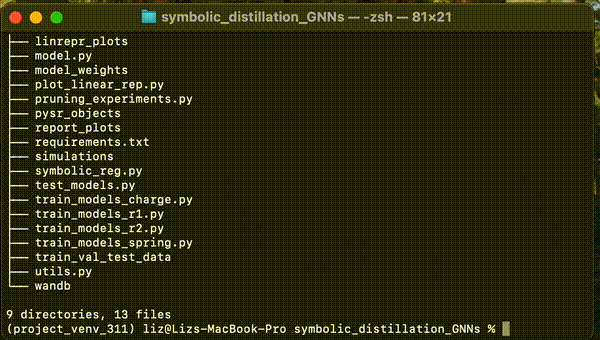 symbolic_distillation_GNNs — -zsh — 81×21
├── linrepr_plots
├── model.py
├── model_weights
├── plot_linear_rep.py
├── pruning_experiments.py
├── pysr_objects
├── report_plots
├── requirements.txt
├── simulations
├── symbolic_reg.py
├── test_models.py
├── train_models_charge.py
├── train_models_r1.py
├── train_models_r2.py
├── train_models_spring.py
├── train_val_test_data
├── utils.py
└── wandb
9 directories, 13 files
(project_venv_311) liz@Lizs-MacBook-Pro symbolic_distillation_GNNs %